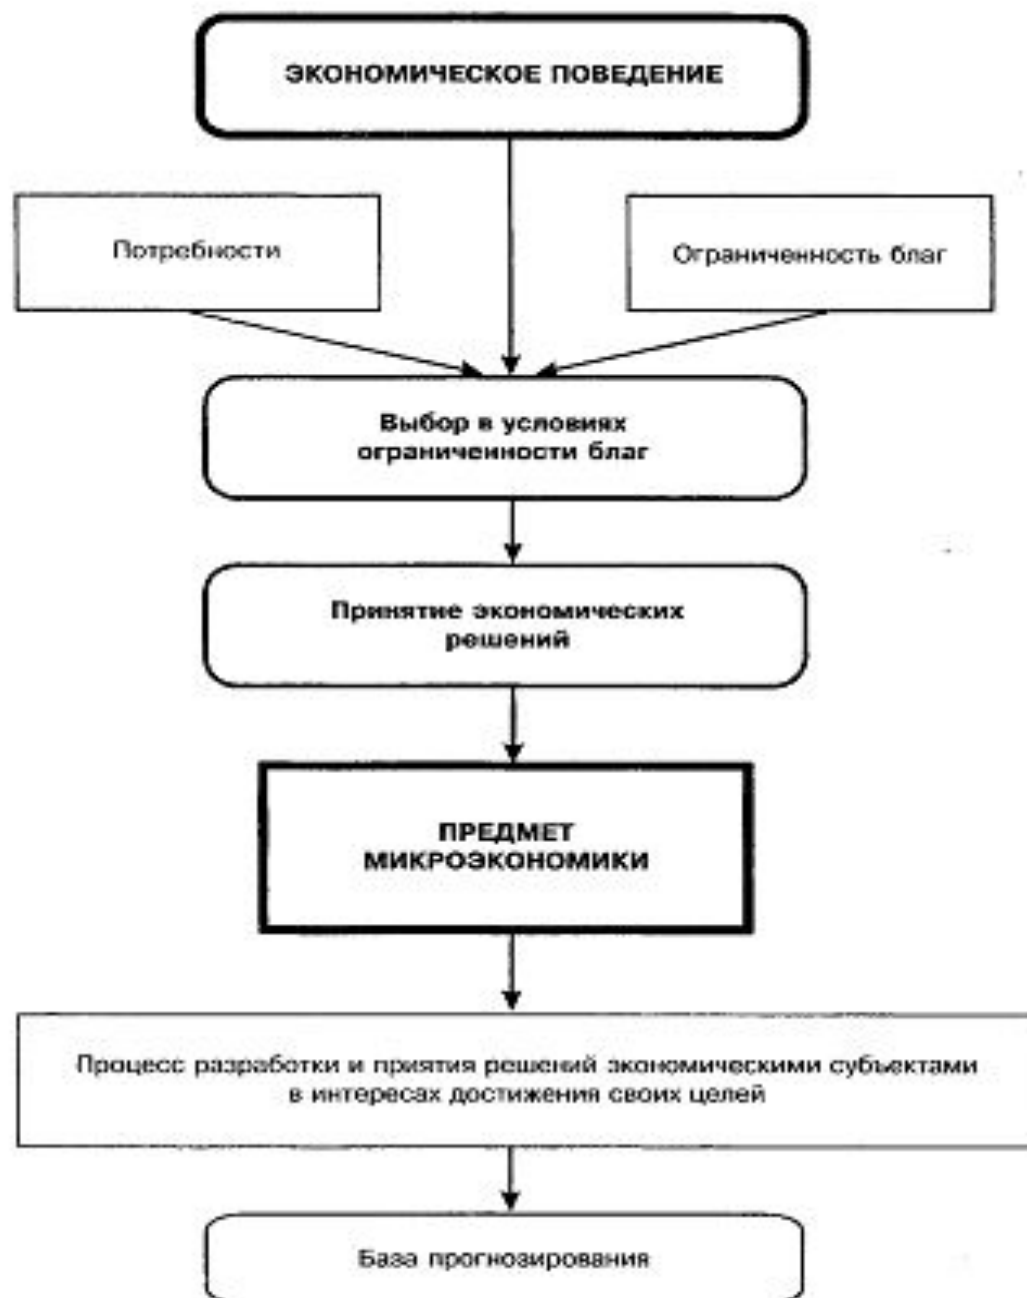 ЭКОНОМИЧЕСКОЕ ПОВЕДЕНИЕ
Потребности
Ограниченность благ
Выбор в условиях
ограниченности благ
Принятие экономических
решений
ПРЕДМЕТ
МИКРОЭКОНОМИКИ
Процесс разработки и приятия решений экономическими субъектами
в интересах достижения своих целей
База прогнозирования